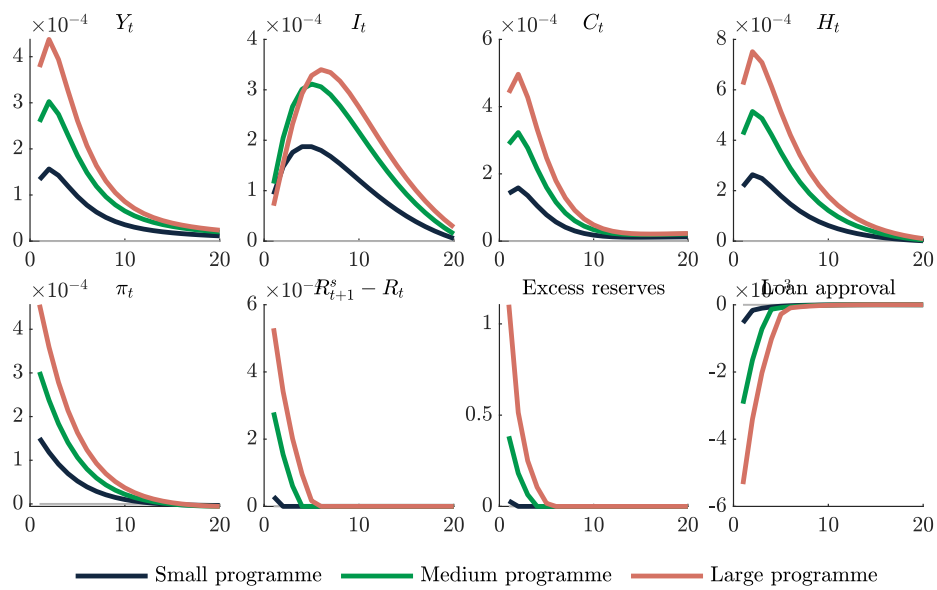 ×10⁻⁴ Yₜ ×10⁻⁴ Iₜ ×10⁻⁴ Cₜ ×10⁻⁴ Hₜ
4 3 2 1 0
4 3 2 1 0
6 4 2 0
8 6 4 2 0
0 10 20 0 10 20 0 10 20 0 10 20
×10⁻⁴ πₜ Rˢₜ₊₁ − Rₜ Excess reserves Loan approval
4 3 2 1 0
6 4 2 0
1 0.5 0
0 -2 -4 -6
0 10 20 0 10 20 0 10 20 0 10 20
Small programme Medium programme Large programme